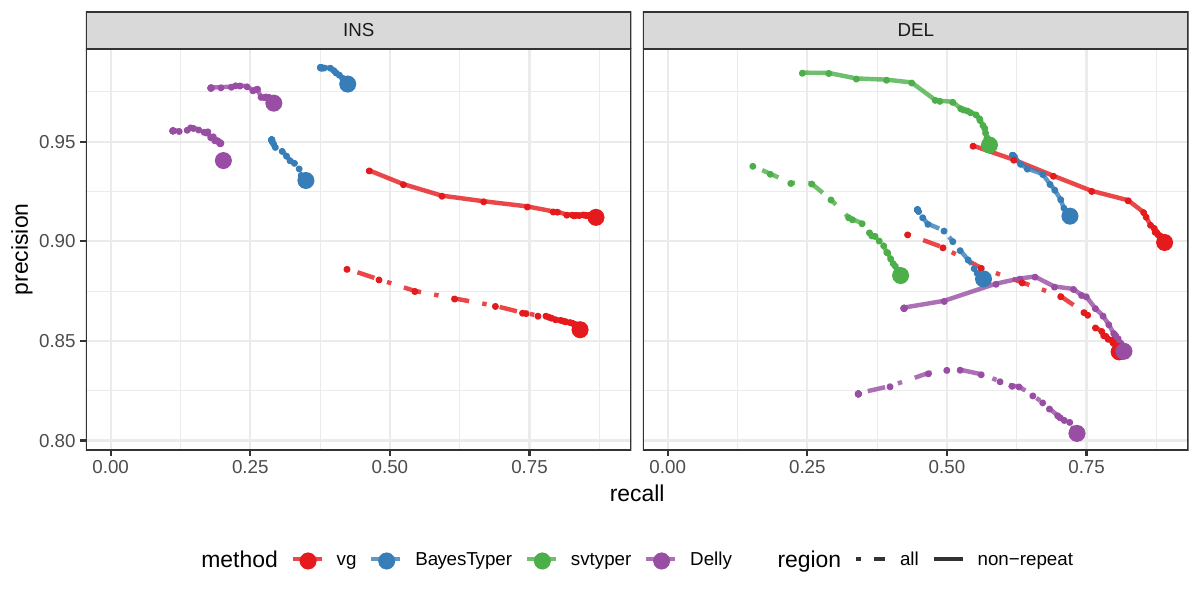 INS DEL
precision
0.95
0.90
0.85
0.80
0.00 0.25 0.50 0.75 0.00 0.25 0.50 0.75
recall
method vg BayesTyper svtyper Delly region all non−repeat